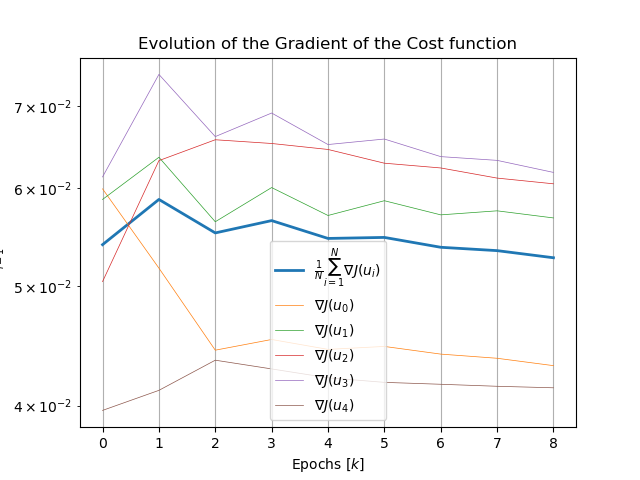 Evolution of the Gradient of the Cost function
7 × 10⁻²
6 × 10⁻²
5 × 10⁻²
4 × 10⁻²
1/N ∑_{i=1}^{N} ∇J(u_i)
∇J(u₀)
∇J(u₁)
∇J(u₂)
∇J(u₃)
∇J(u₄)
0 1 2 3 4 5 6 7 8
Epochs [k]